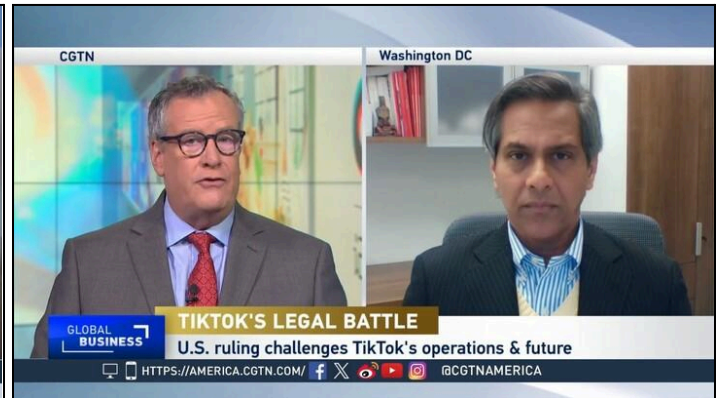 CGTN
Washington DC
TIKTOK'S LEGAL BATTLE
GLOBAL
BUSINESS
U.S. ruling challenges TikTok's operations & future
HTTPS://AMERICA.CGTN.COM/
@CGTNAMERICA